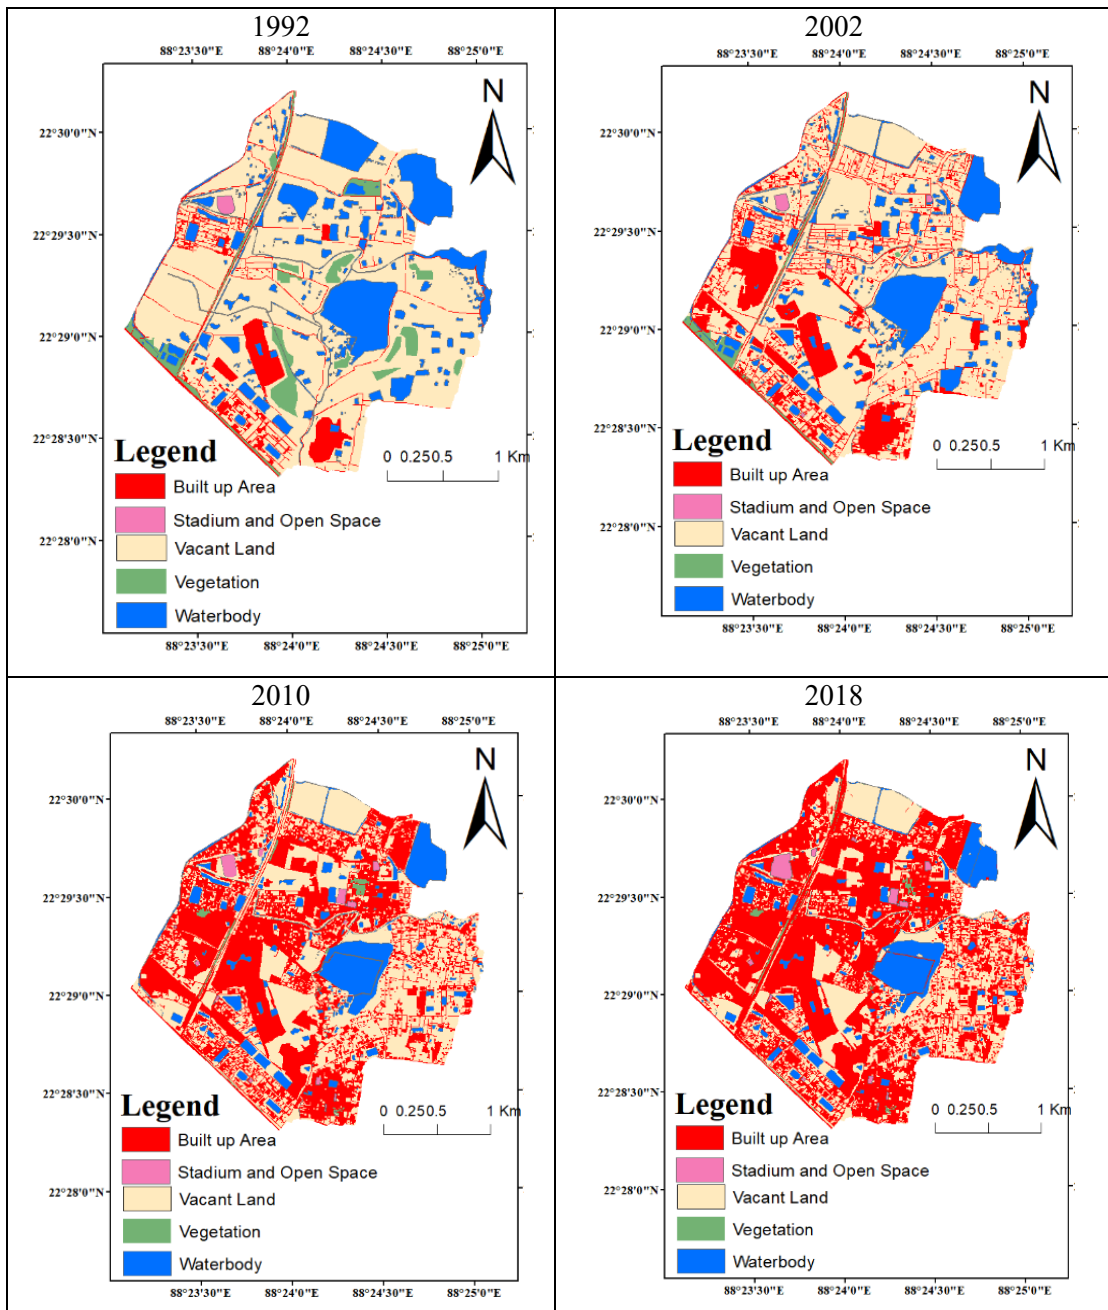 1992
88°23'30"E 88°24'0"E 88°24'30"E 88°25'0"E
N
22°30'0"N
22°29'30"N
22°29'0"N
22°28'30"N
22°28'0"N
Legend
0 0.250.5 1 Km
Built up Area
Stadium and Open Space
Vacant Land
Vegetation
Waterbody
88°23'30"E 88°24'0"E 88°24'30"E 88°25'0"E
2002
88°23'30"E 88°24'0"E 88°24'30"E 88°25'0"E
N
22°30'0"N
22°29'30"N
22°29'0"N
22°28'30"N
22°28'0"N
Legend
0 0.250.5 1 Km
Built up Area
Stadium and Open Space
Vacant Land
Vegetation
Waterbody
88°23'30"E 88°24'0"E 88°24'30"E 88°25'0"E
2010
88°23'30"E 88°24'0"E 88°24'30"E 88°25'0"E
N
22°30'0"N
22°29'30"N
22°29'0"N
22°28'30"N
22°28'0"N
Legend
0 0.250.5 1 Km
Built up Area
Stadium and Open Space
Vacant Land
Vegetation
Waterbody
88°23'30"E 88°24'0"E 88°24'30"E 88°25'0"E
2018
88°23'30"E 88°24'0"E 88°24'30"E 88°25'0"E
N
22°30'0"N
22°29'30"N
22°29'0"N
22°28'30"N
22°28'0"N
Legend
0 0.250.5 1 Km
Built up Area
Stadium and Open Space
Vacant Land
Vegetation
Waterbody
88°23'30"E 88°24'0"E 88°24'30"E 88°25'0"E